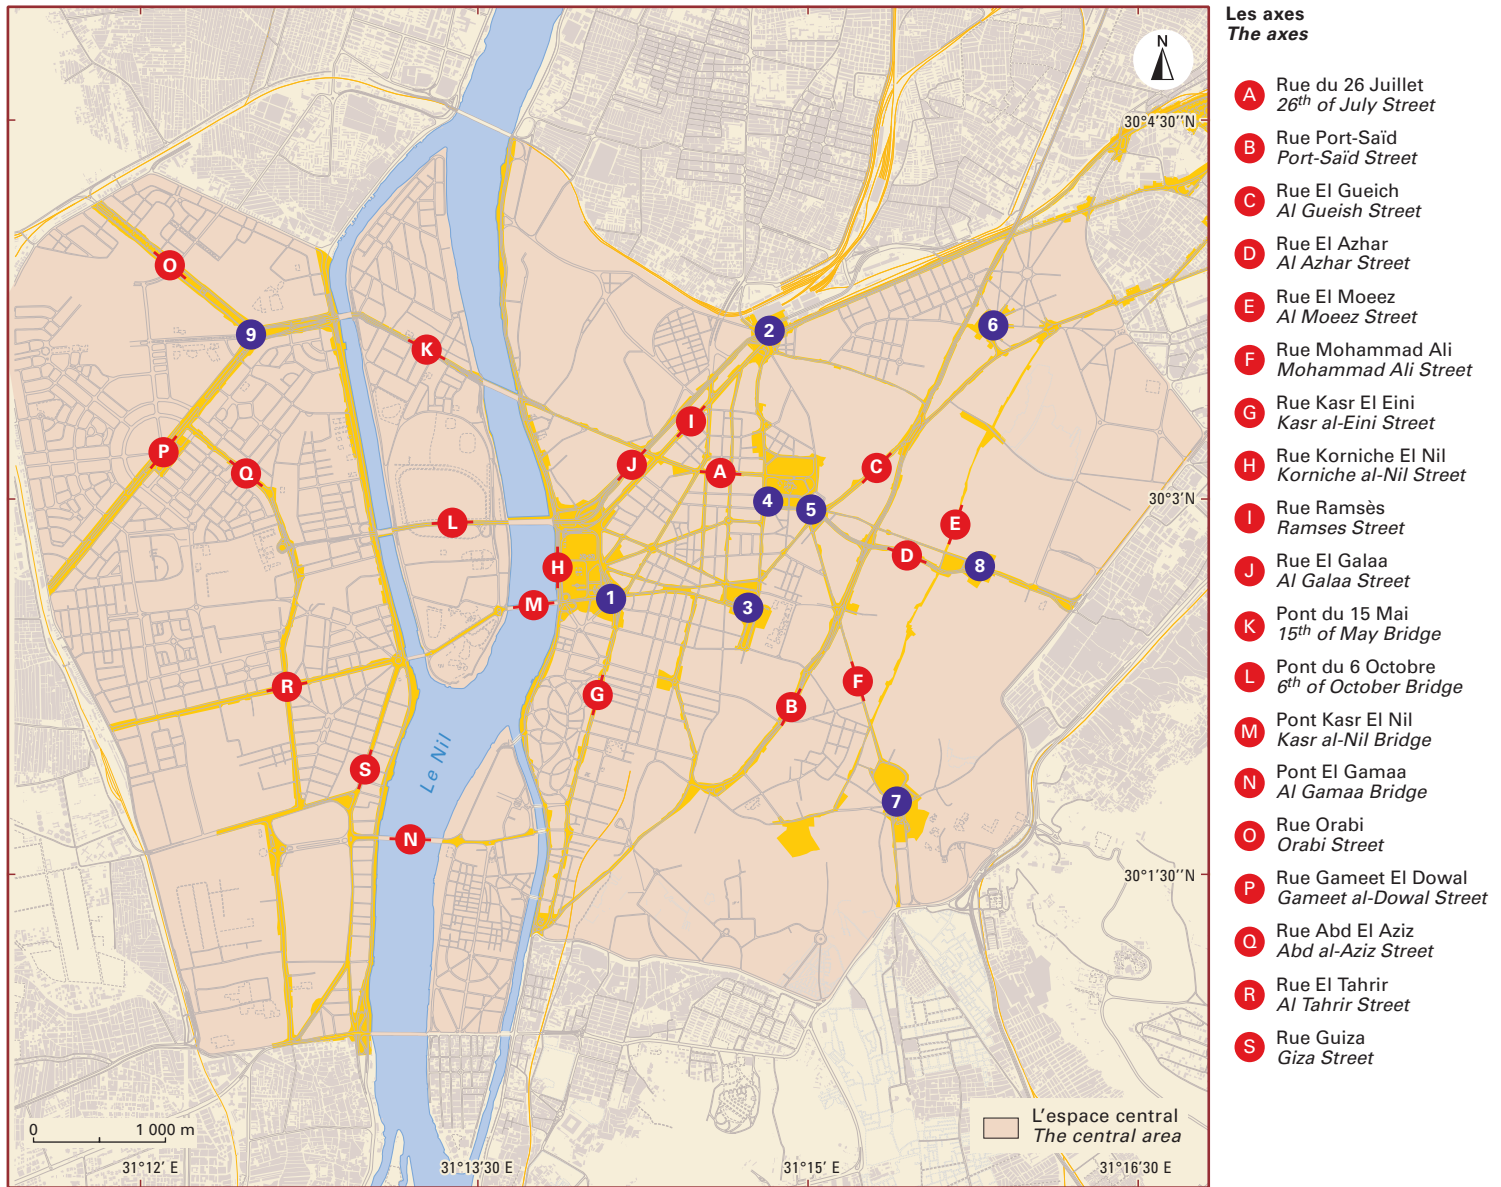 N
30°4'30''N
30°3'N
30°1'30''N
O
9
K
2
6
I
J
A
C
P
Q
4
5
L
E
D
8
H
M
1
3
R
G
F
B
S
7
N
Le Nil
0
1 000 m
L'espace central
The central area
31°12' E
31°13'30 E
31°15' E
31°16'30 E
Les axes
The axes
A Rue du 26 Juillet
26th of July Street
B Rue Port-Saïd
Port-Saïd Street
C Rue El Gueich
Al Gueish Street
D Rue El Azhar
Al Azhar Street
E Rue El Moeez
Al Moeez Street
F Rue Mohammad Ali
Mohammad Ali Street
G Rue Kasr El Eini
Kasr al-Eini Street
H Rue Korniche El Nil
Korniche al-Nil Street
I Rue Ramsès
Ramses Street
J Rue El Galaa
Al Galaa Street
K Pont du 15 Mai
15th of May Bridge
L Pont du 6 Octobre
6th of October Bridge
M Pont Kasr El Nil
Kasr al-Nil Bridge
N Pont El Gamaa
Al Gamaa Bridge
O Rue Orabi
Orabi Street
P Rue Gameet El Dowal
Gameet al-Dowal Street
Q Rue Abd El Aziz
Abd al-Aziz Street
R Rue El Tahrir
Al Tahrir Street
S Rue Guiza
Giza Street